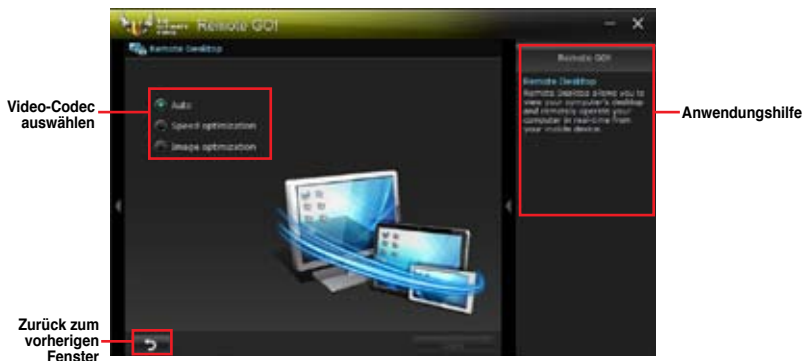 Remote GO!
Remote Desktop
Video-Codec
auswählen
Auto
Speed optimization
Image optimization
Remote GO!
Remote Desktop
Remote Desktop allows you to
view your computer's desktop
and remotely operate your
computer in real-time from
your mobile device.
Anwendungshilfe
Zurück zum
vorherigen
Fenster